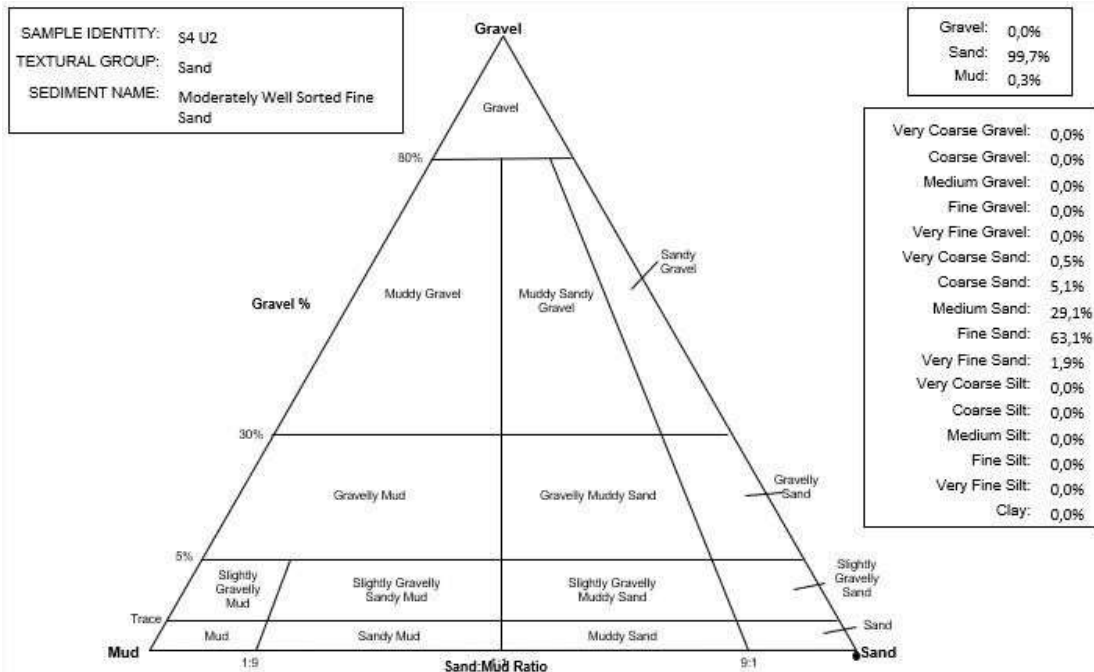 SAMPLE IDENTITY: S4 U2
TEXTURAL GROUP: Sand
SEDIMENT NAME: Moderately Well Sorted Fine
Sand
Gravel: 0,0%
Sand: 99,7%
Mud: 0,3%
Very Coarse Gravel: 0,0%
Coarse Gravel: 0,0%
Medium Gravel: 0,0%
Fine Gravel: 0,0%
Very Fine Gravel: 0,0%
Very Coarse Sand: 0,5%
Coarse Sand: 5,1%
Medium Sand: 29,1%
Fine Sand: 63,1%
Very Fine Sand: 1,9%
Very Coarse Silt: 0,0%
Coarse Silt: 0,0%
Medium Silt: 0,0%
Fine Silt: 0,0%
Very Fine Silt: 0,0%
Clay: 0,0%
Gravel
Gravel
80%
Sandy
Gravel
Muddy Gravel
Muddy Sandy
Gravel
Gravel %
30%
Gravelly Mud
Gravelly Muddy Sand
Gravelly
Sand
5%
Slightly
Gravelly
Mud
Slightly Gravelly
Sandy Mud
Slightly Gravelly
Muddy Sand
Slightly
Gravelly
Sand
Trace
Mud
Sandy Mud
Muddy Sand
Sand
Mud
Sand
1:9
9:1
Sand:Mud Ratio